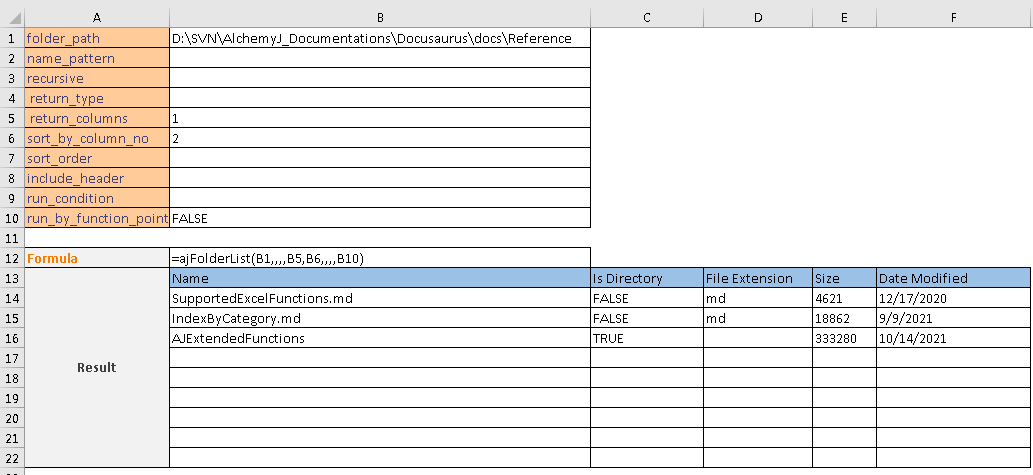 A B C D E F
1 folder_path D:\SVN\AlchemyJ_Documentations\Docusaurus\docs\Reference
2 name_pattern
3 recursive
4 return_type
5 return_columns 1
6 sort_by_column_no 2
7 sort_order
8 include_header
9 run_condition
10 run_by_function_point FALSE
11
12 Formula =ajFolderList(B1,,,,B5,B6,,,,B10)
13 Name Is Directory File Extension Size Date Modified
14 SupportedExcelFunctions.md FALSE md 4621 12/17/2020
15 IndexByCategory.md FALSE md 18862 9/9/2021
16 AJExtendedFunctions TRUE 333280 10/14/2021
17
Result
18
19
20
21
22